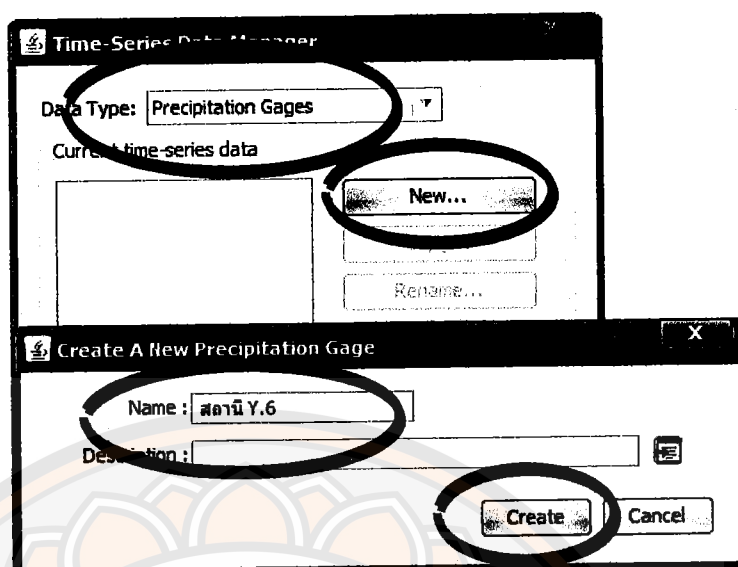 Time-Series Data Manager
Data Type: Precipitation Gages
Current time-series data
New...
Rename...
Create A New Precipitation Gage
X
Name : สถานี Y.6
Description :
Create
Cancel